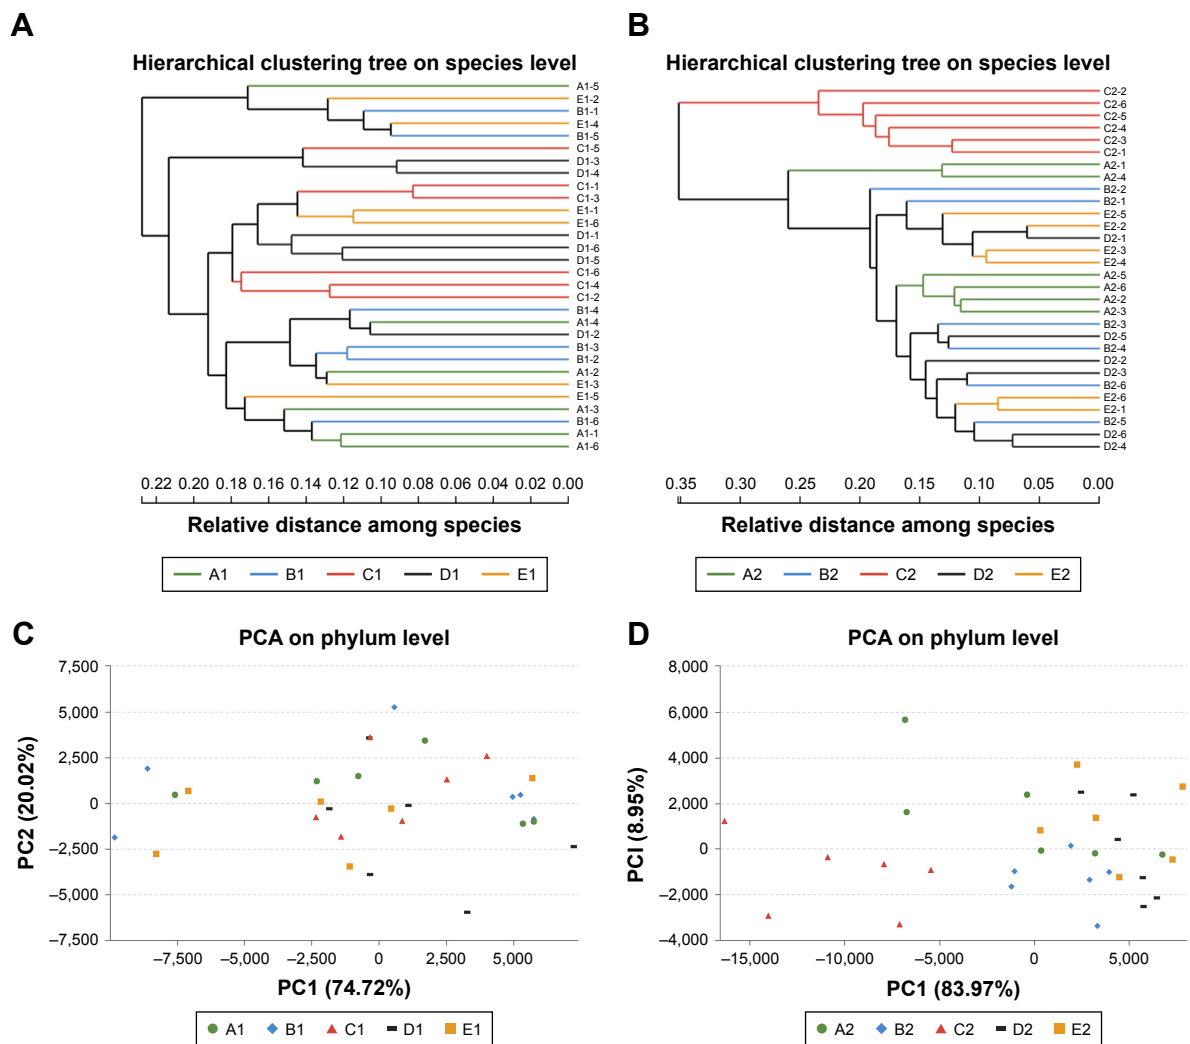 A
Hierarchical clustering tree on species level
A1-5
E1-2
B1-1
E1-4
B1-5
C1-5
D1-3
D1-4
C1-1
C1-3
E1-1
E1-6
D1-1
D1-6
D1-5
C1-6
C1-4
C1-2
B1-4
A1-4
D1-2
B1-3
B1-2
A1-2
E1-3
E1-5
A1-3
B1-6
A1-1
A1-6
0.22 0.20 0.18 0.16 0.14 0.12 0.10 0.08 0.06 0.04 0.02 0.00
Relative distance among species
A1 B1 C1 D1 E1
B
Hierarchical clustering tree on species level
C2-2
C2-6
C2-5
C2-4
C2-3
C2-1
A2-1
A2-4
B2-2
B2-1
E2-5
E2-2
D2-1
E2-3
E2-4
A2-5
A2-6
A2-2
A2-3
B2-3
D2-5
B2-4
D2-2
D2-3
B2-6
E2-6
E2-1
B2-5
D2-6
D2-4
0.35 0.30 0.25 0.20 0.15 0.10 0.05 0.00
Relative distance among species
A2 B2 C2 D2 E2
C
PCA on phylum level
PC2 (20.02%)
7,500
5,000
2,500
0
–2,500
–5,000
–7,500
–7,500 –5,000 –2,500 0 2,500 5,000
PC1 (74.72%)
A1 B1 C1 D1 E1
D
PCA on phylum level
PCI (8.95%)
8,000
6,000
4,000
2,000
0
–2,000
–4,000
–15,000 –10,000 –5,000 0 5,000
PC1 (83.97%)
A2 B2 C2 D2 E2